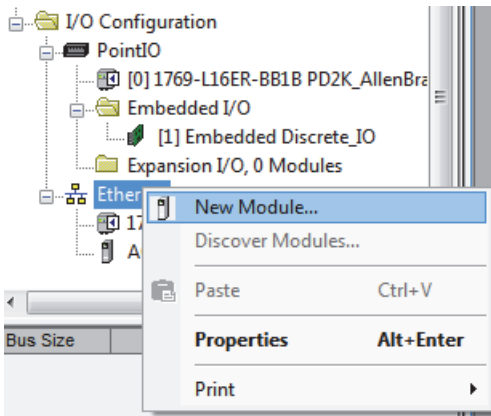 I/O Configuration
PointIO
[0] 1769-L16ER-BB1B PD2K_AllenBra
Embedded I/O
[1] Embedded Discrete_IO
Expansion I/O, 0 Modules
Ether
New Module...
17
Discover Modules...
A
Paste Ctrl+V
Bus Size
Properties Alt+Enter
Print